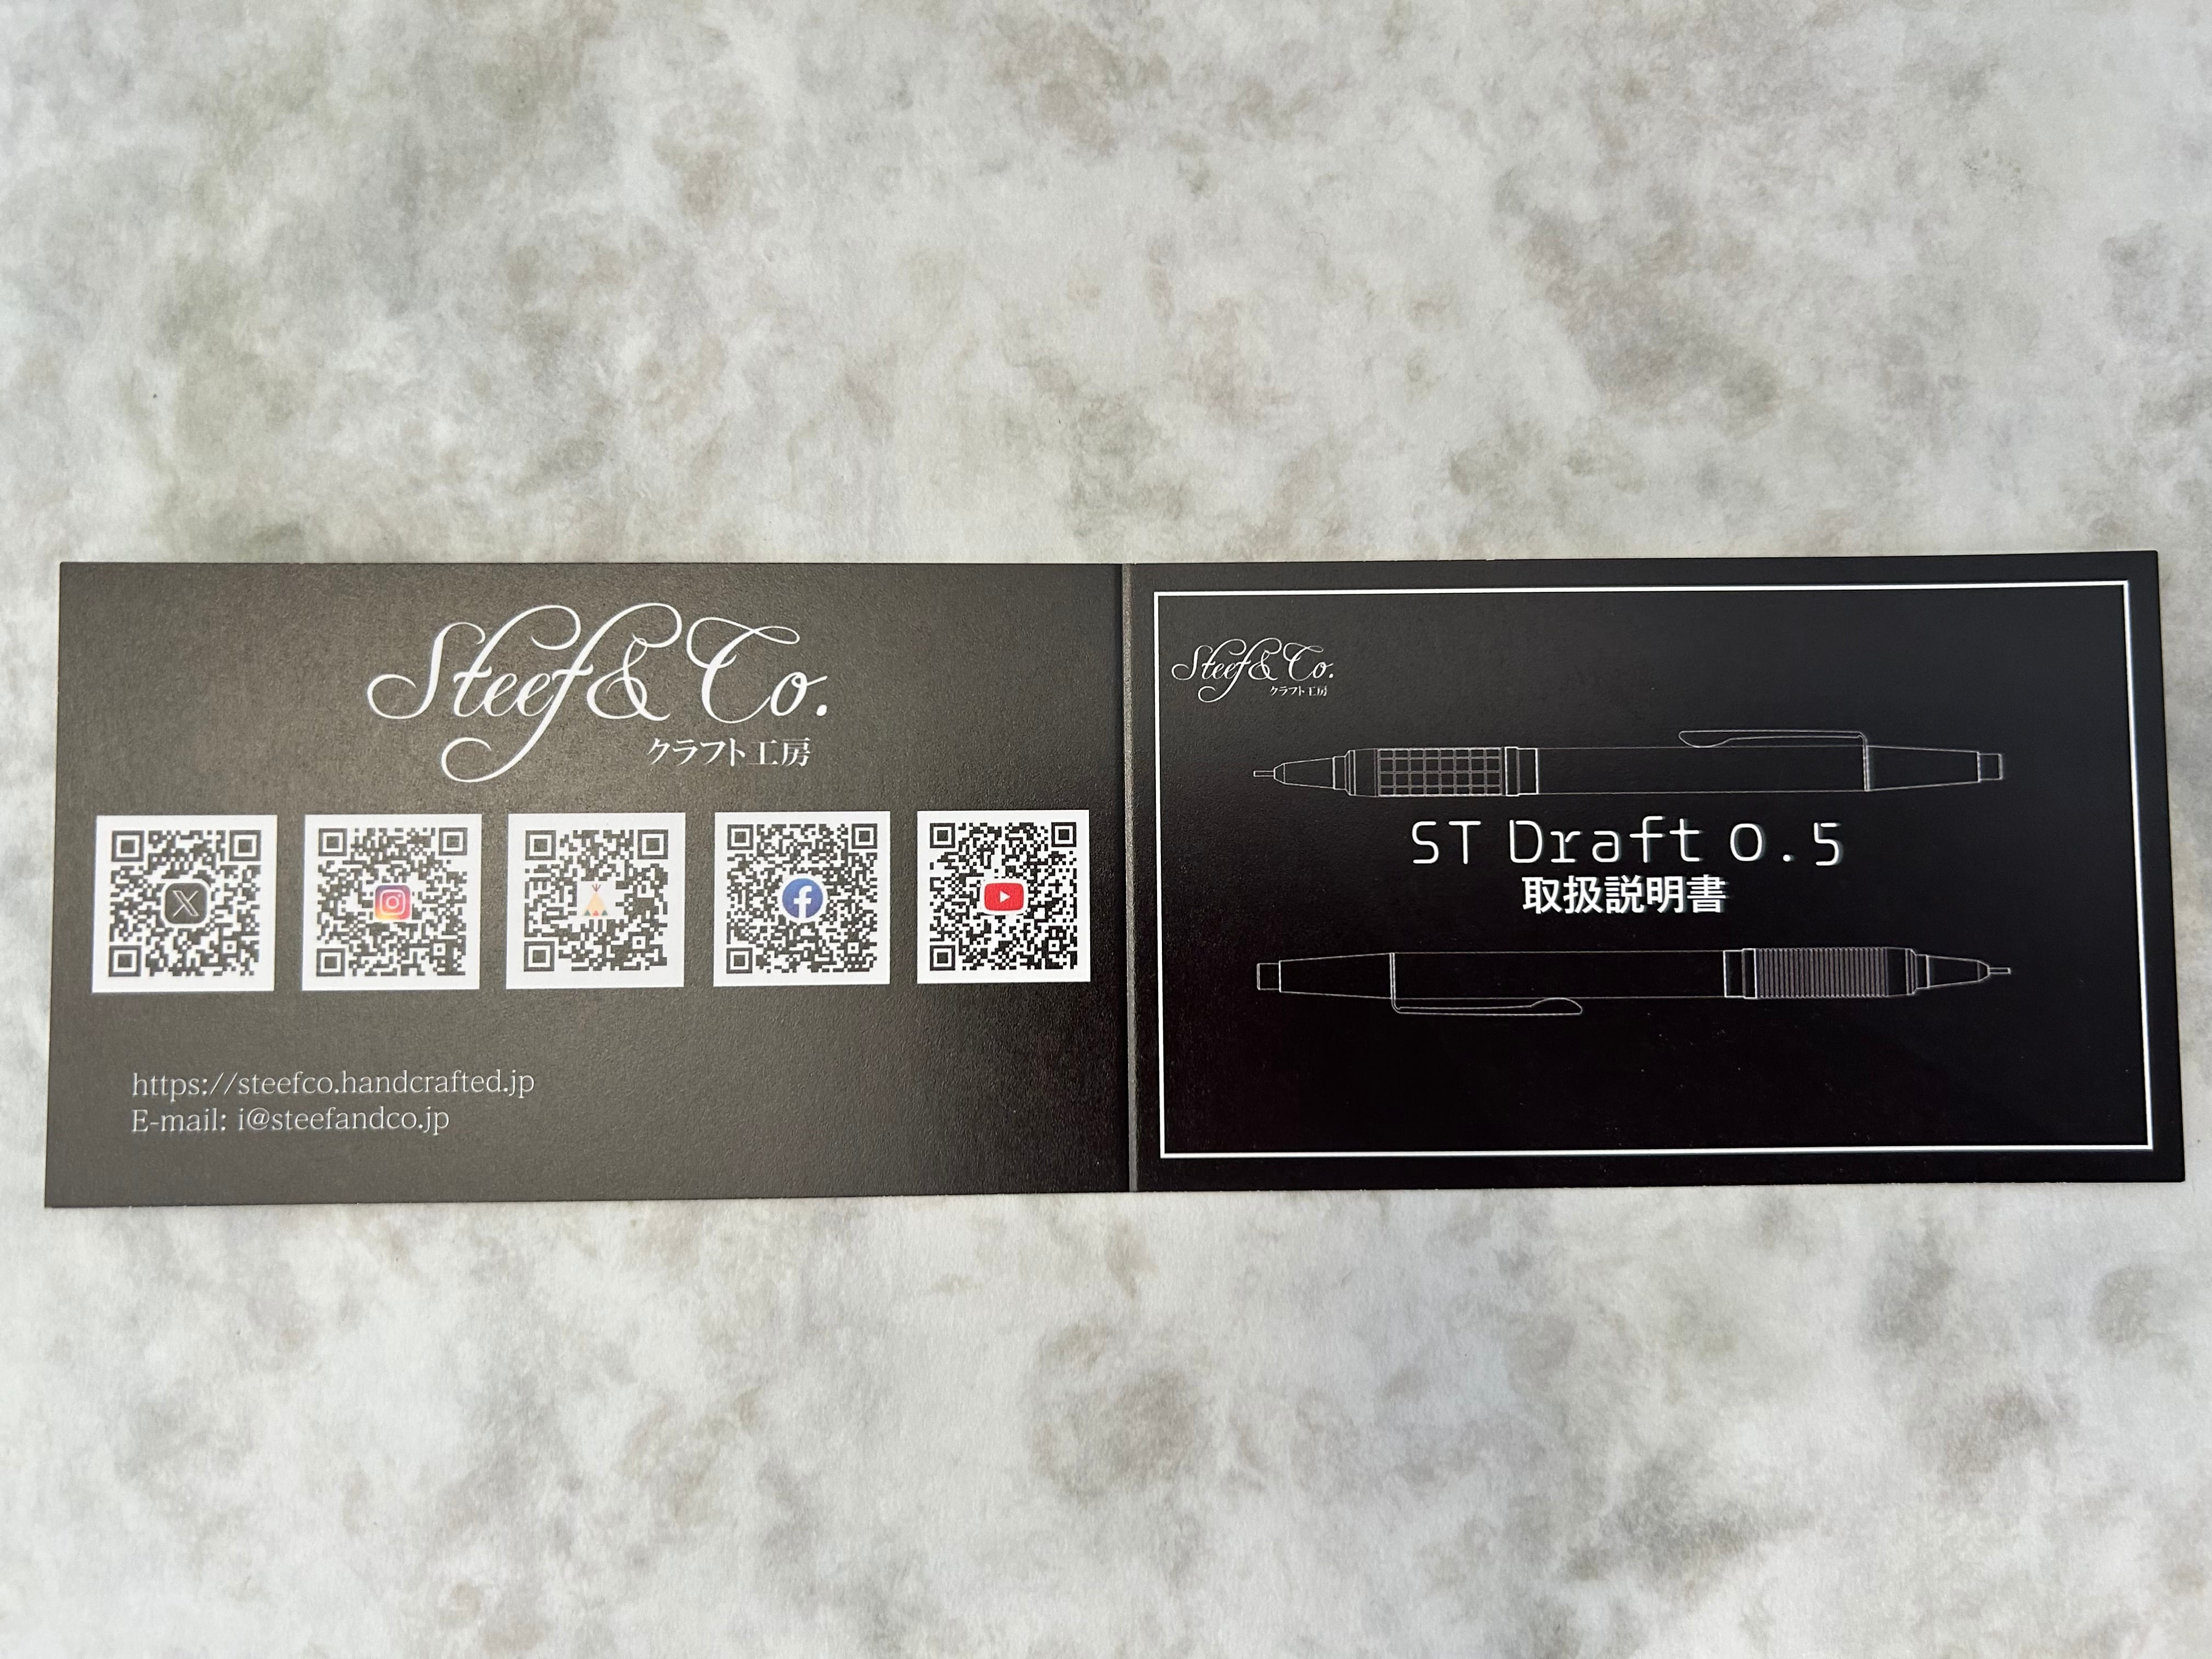 Steef & Co.
クラフト工房
https://steefco.handcrafted.jp
E-mail: i@steefandco.jp
Steef & Co.
クラフト工房
ST Draft 0.5
取扱説明書